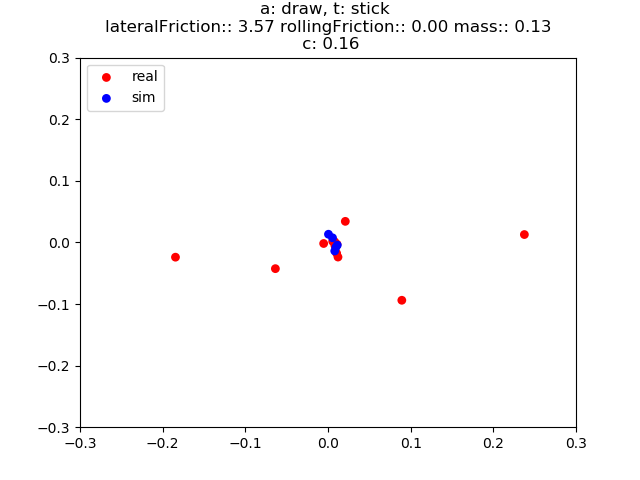 a: draw, t: stick
lateralFriction:: 3.57 rollingFriction:: 0.00 mass:: 0.13
c: 0.16
real
sim
0.3
0.2
0.1
0.0
−0.1
−0.2
−0.3
−0.3
−0.2
−0.1
0.0
0.1
0.2
0.3